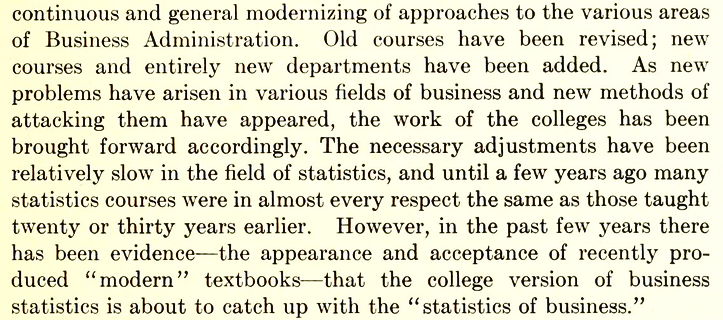 continuous and general modernizing of approaches to the various areas
of Business Administration. Old courses have been revised; new
courses and entirely new departments have been added. As new
problems have arisen in various fields of business and new methods of
attacking them have appeared, the work of the colleges has been
brought forward accordingly. The necessary adjustments have been
relatively slow in the field of statistics, and until a few years ago many
statistics courses were in almost every respect the same as those taught
twenty or thirty years earlier. However, in the past few years there
has been evidence—the appearance and acceptance of recently pro-
duced “modern” textbooks—that the college version of business
statistics is about to catch up with the “statistics of business.”